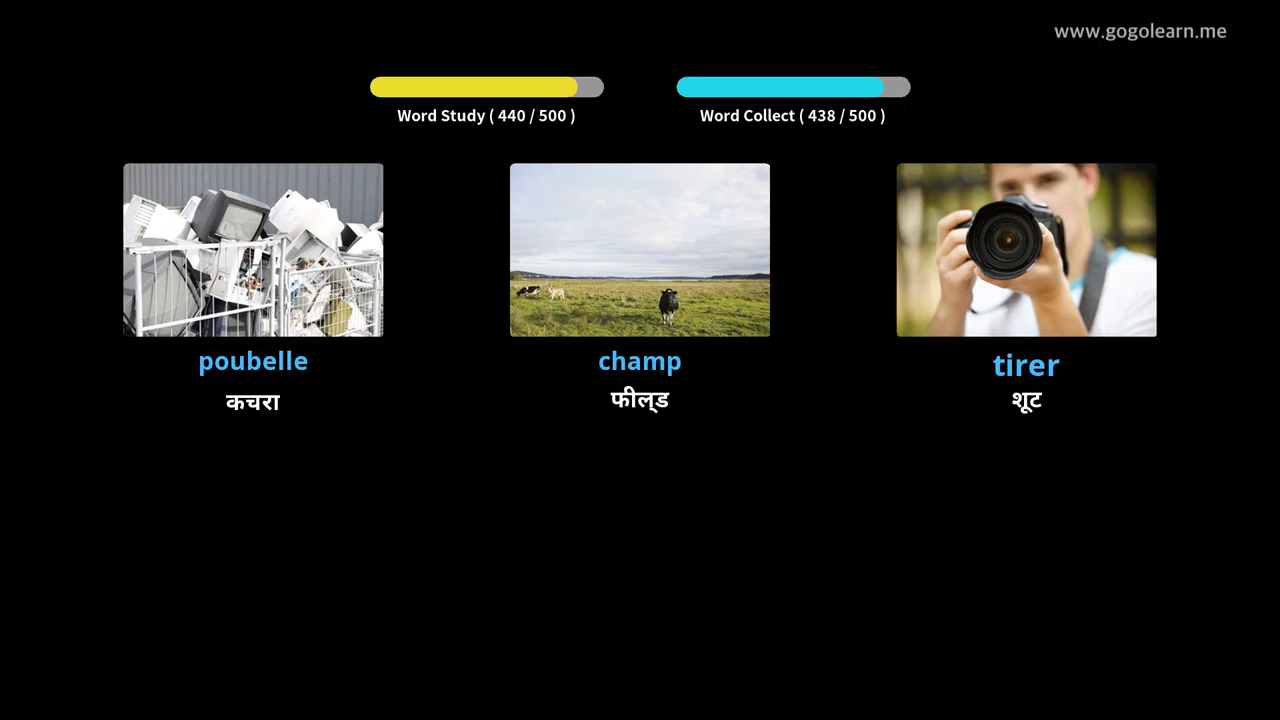 www.gogolearn.me
Word Study ( 440 / 500 )
Word Collect ( 438 / 500 )
poubelle
champ
tirer
कचरा
फील्ड
शूट